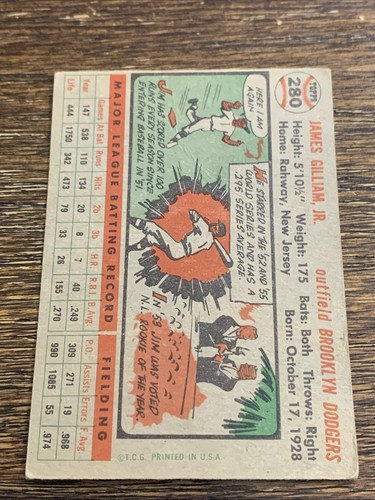 TOPPS
280
JAMES GILLIAM, JR.
outfield BROOKLYN DODGERS
Height: 5'10½" Weight: 175 Bats: Both Throws: Right
Home: Rahway, New Jersey Born: October 17, 1928
HERE I AM
AGAIN
JIM HAS SCORED OVER 100
RUNS EVERY SEASON SINCE
ENTERING BASEBALL IN '51.
HE STARRED IN THE '52 AND '55
WORLD SERIES AND HAS A
.295 SERIES AVERAGE.
IN '53 JIM WAS VOTED
N.L. ROOKIE OF THE YEAR.
MAJOR LEAGUE BATTING RECORD FIELDING
Games At Bat Runs Hits 2b 3b H.R. R.B.I. B.Avg P.O. Assists Errors F.Avg
Year 147 538 110 134 20 8 7 40 .249 309 271 19 .968
Life 444 1750 342 473 79 33 26 155 .270 990 1085 55 .974
©T.C.G. PRINTED IN U.S.A.